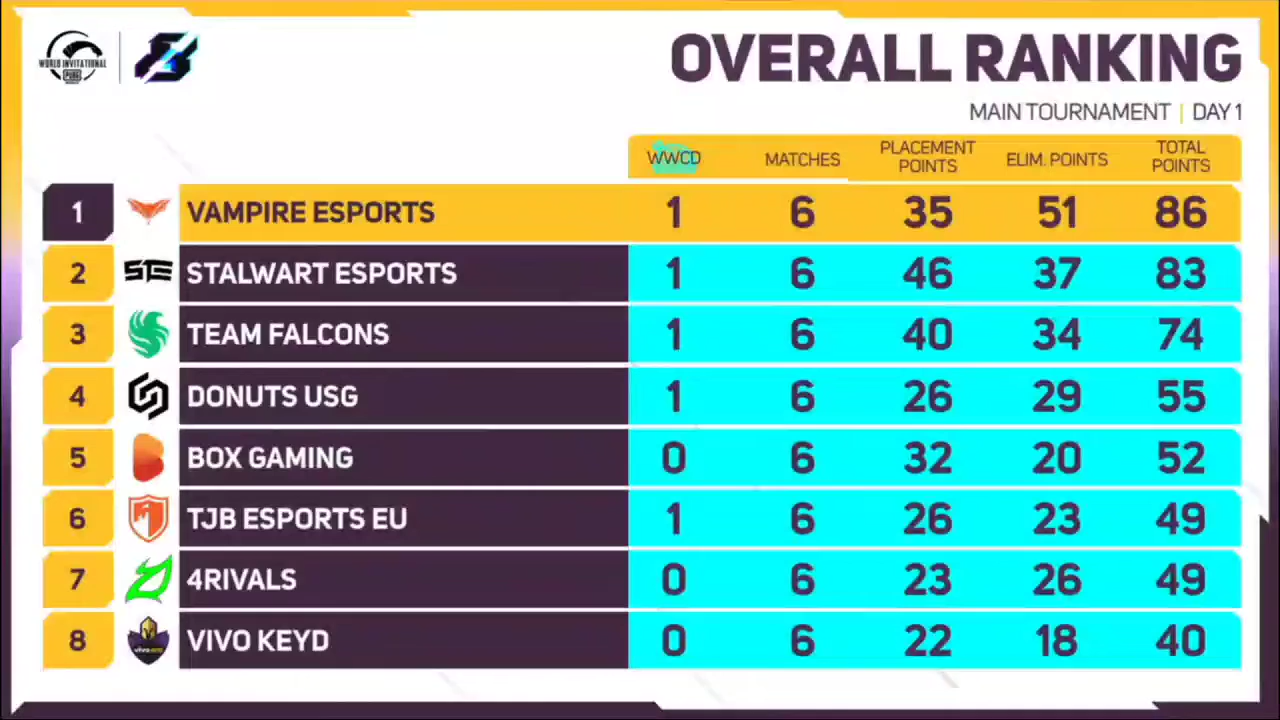 WORLD INVITATIONAL
PUBG
OVERALL RANKING
MAIN TOURNAMENT | DAY 1
WWCD MATCHES PLACEMENT POINTS ELIM. POINTS TOTAL POINTS
1 VAMPIRE ESPORTS 1 6 35 51 86
2 STALWART ESPORTS 1 6 46 37 83
3 TEAM FALCONS 1 6 40 34 74
4 DONUTS USG 1 6 26 29 55
5 BOX GAMING 0 6 32 20 52
6 TJB ESPORTS EU 1 6 26 23 49
7 4RIVALS 0 6 23 26 49
8 VIVO KEYD 0 6 22 18 40